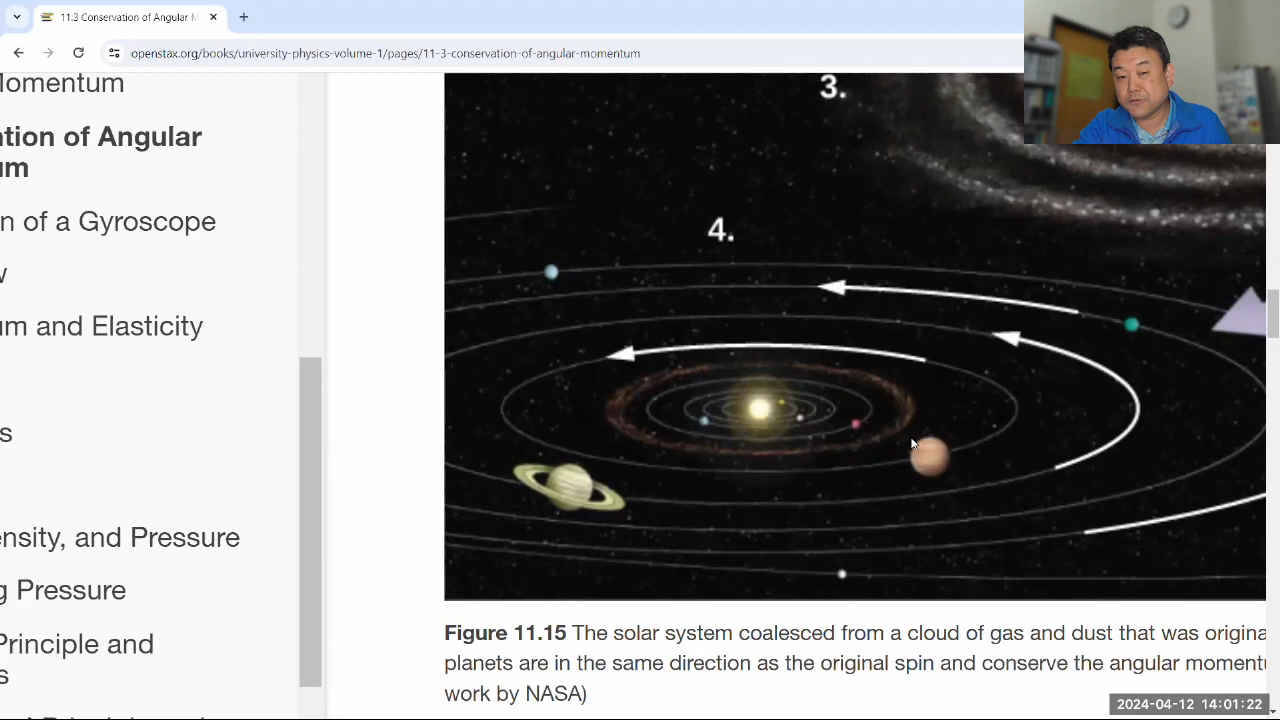 11.3 Conservation of Angular M
openstax.org/books/university-physics-volume-1/pages/11-3-conservation-of-angular-momentum
Momentum
ation of Angular
um
n of a Gyroscope
w
um and Elasticity
s
ensity, and Pressure
g Pressure
Principle and
s
3.
4.
Figure 11.15 The solar system coalesced from a cloud of gas and dust that was origina
planets are in the same direction as the original spin and conserve the angular momentu
work by NASA)
2024-04-12 14:01:22